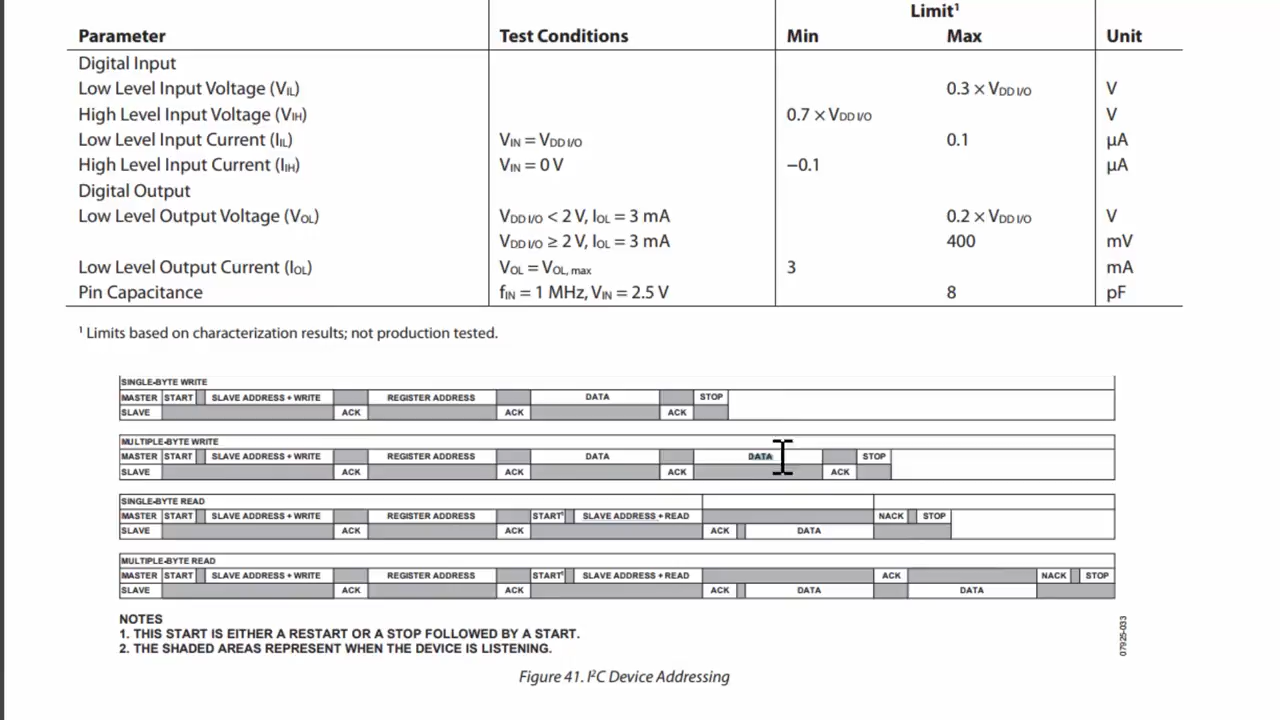 Limit¹
Parameter Test Conditions Min Max Unit
Digital Input
Low Level Input Voltage (VIL) 0.3 × VDD I/O V
High Level Input Voltage (VIH) 0.7 × VDD I/O V
Low Level Input Current (IIL) VIN = VDD I/O 0.1 µA
High Level Input Current (IIH) VIN = 0 V −0.1 µA
Digital Output
Low Level Output Voltage (VOL) VDD I/O < 2 V, IOL = 3 mA 0.2 × VDD I/O V
VDD I/O ≥ 2 V, IOL = 3 mA 400 mV
Low Level Output Current (IOL) VOL = VOL, max 3 mA
Pin Capacitance fIN = 1 MHz, VIN = 2.5 V 8 pF
¹ Limits based on characterization results; not production tested.
SINGLE-BYTE WRITE
MASTER START SLAVE ADDRESS + WRITE REGISTER ADDRESS DATA STOP
SLAVE ACK ACK ACK
MULTIPLE-BYTE WRITE
MASTER START SLAVE ADDRESS + WRITE REGISTER ADDRESS DATA DATA STOP
SLAVE ACK ACK ACK ACK
SINGLE-BYTE READ
MASTER START SLAVE ADDRESS + WRITE REGISTER ADDRESS START¹ SLAVE ADDRESS + READ NACK STOP
SLAVE ACK ACK ACK DATA
MULTIPLE-BYTE READ
MASTER START SLAVE ADDRESS + WRITE REGISTER ADDRESS START¹ SLAVE ADDRESS + READ ACK NACK STOP
SLAVE ACK ACK ACK DATA DATA
NOTES
1. THIS START IS EITHER A RESTART OR A STOP FOLLOWED BY A START.
2. THE SHADED AREAS REPRESENT WHEN THE DEVICE IS LISTENING.
07925-033
Figure 41. I²C Device Addressing